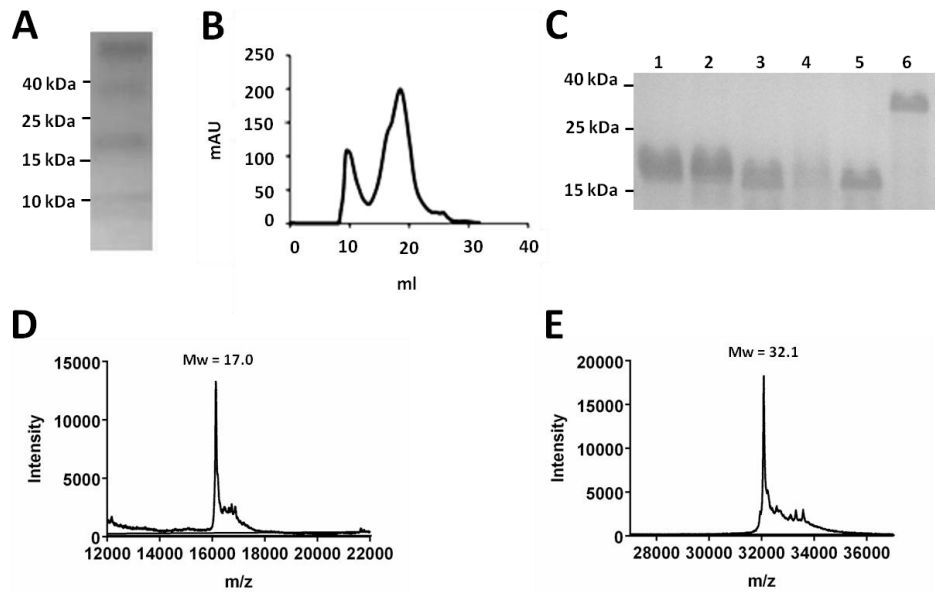 A
40 kDa
25 kDa
15 kDa
10 kDa
B
250
200
150
100
50
0
mAU
0 10 20 30 40
ml
C
1 2 3 4 5 6
40 kDa
25 kDa
15 kDa
D
Mw = 17.0
15000
10000
5000
0
Intensity
12000 14000 16000 18000 20000 22000
m/z
E
Mw = 32.1
20000
15000
10000
5000
0
Intensity
28000 30000 32000 34000 36000
m/z